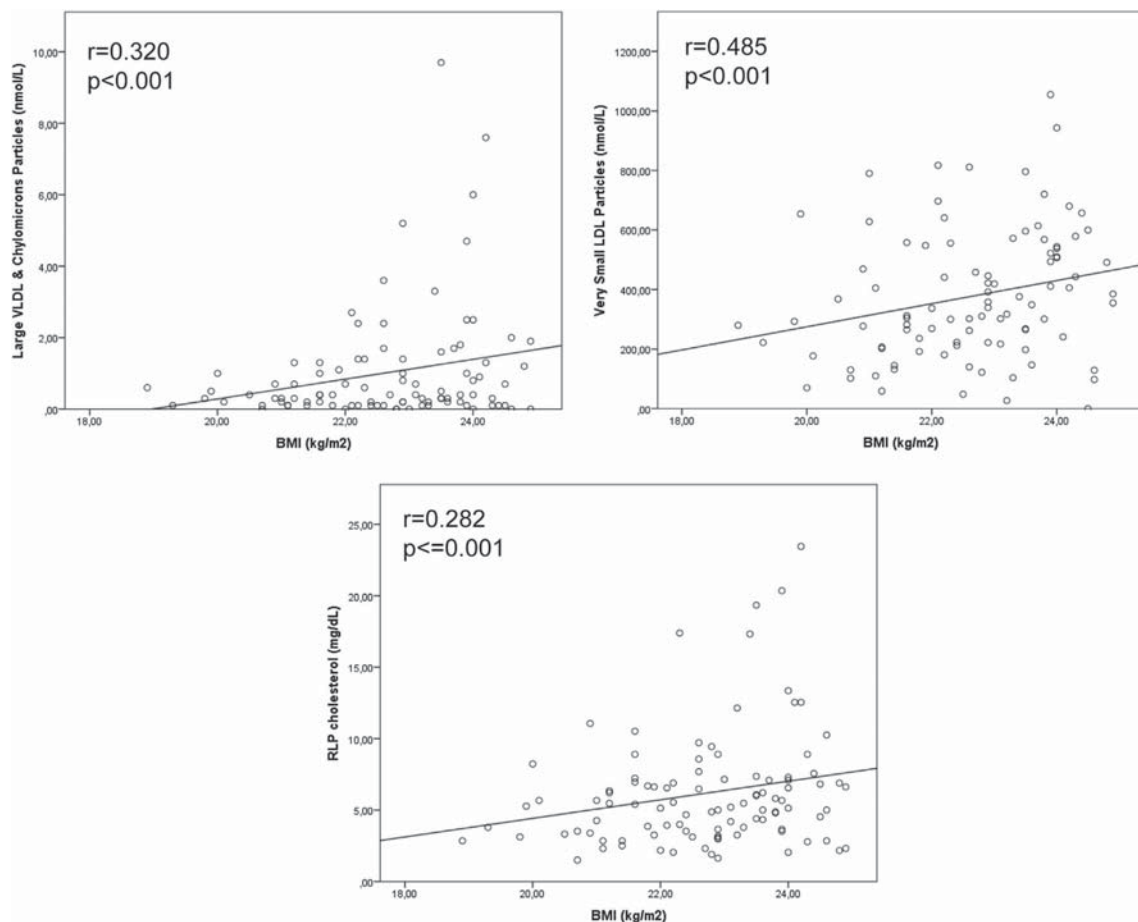 r=0.320
p<0.001
Large VLDL & Chylomicrons Particles (nmol/L)
10,00
8,00
6,00
4,00
2,00
,00
18,00 20,00 22,00 24,00
BMI (kg/m2)
r=0.485
p<0.001
Very Small LDL Particles (nmol/L)
1200,00
1000,00
800,00
600,00
400,00
200,00
,00
18,00 20,00 22,00 24,00
BMI (kg/m2)
r=0.282
p<=0.001
RLP cholesterol (mg/dL)
25,00
20,00
15,00
10,00
5,00
,00
18,00 20,00 22,00 24,00
BMI (kg/m2)